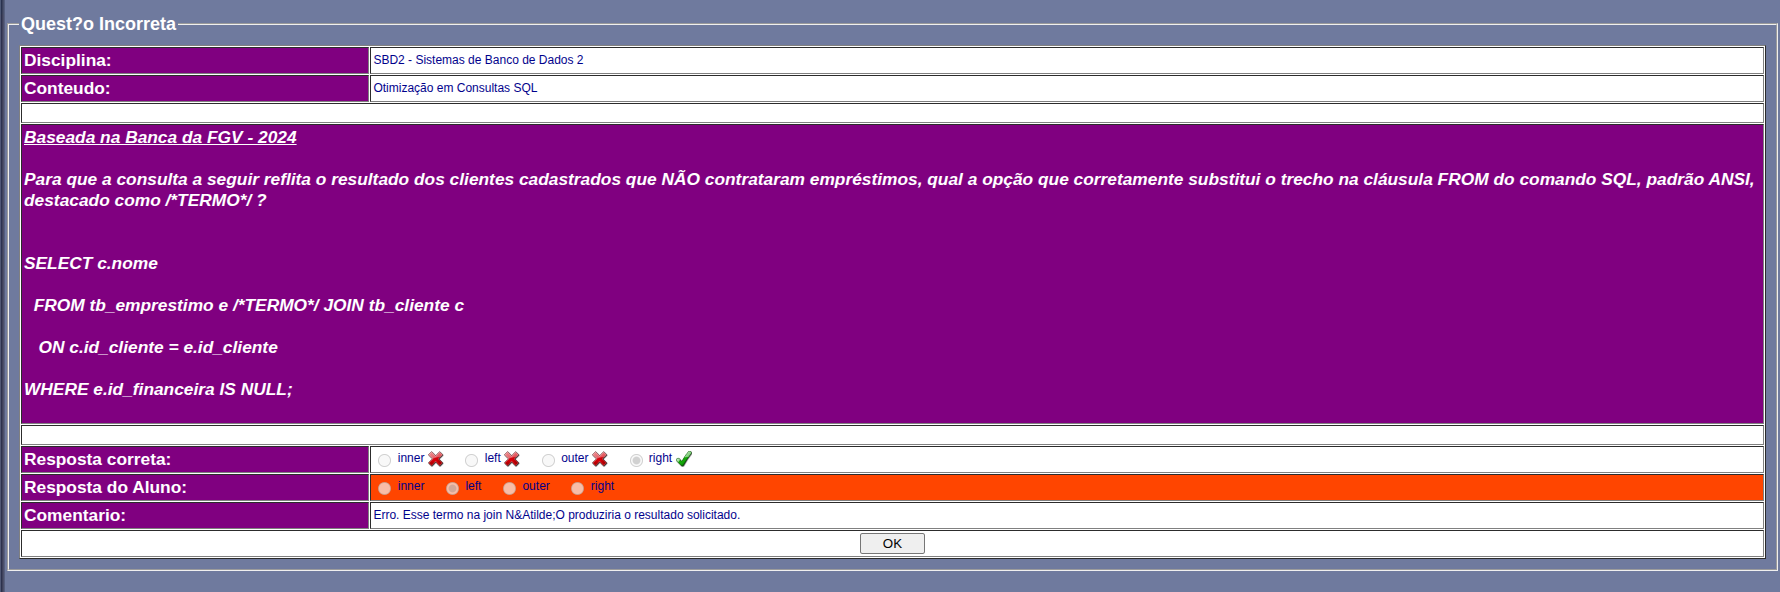 Quest?o Incorreta
Disciplina: SBD2 - Sistemas de Banco de Dados 2
Conteudo: Otimização em Consultas SQL
Baseada na Banca da FGV - 2024
Para que a consulta a seguir reflita o resultado dos clientes cadastrados que NÃO contrataram empréstimos, qual a opção que corretamente substitui o trecho na cláusula FROM do comando SQL, padrão ANSI,
destacado como /*TERMO*/ ?
SELECT c.nome
FROM tb_emprestimo e /*TERMO*/ JOIN tb_cliente c
ON c.id_cliente = e.id_cliente
WHERE e.id_financeira IS NULL;
Resposta correta: inner left outer right
Resposta do Aluno: inner left outer right
Comentario: Erro. Esse termo na join N&Atilde;O produziria o resultado solicitado.
OK